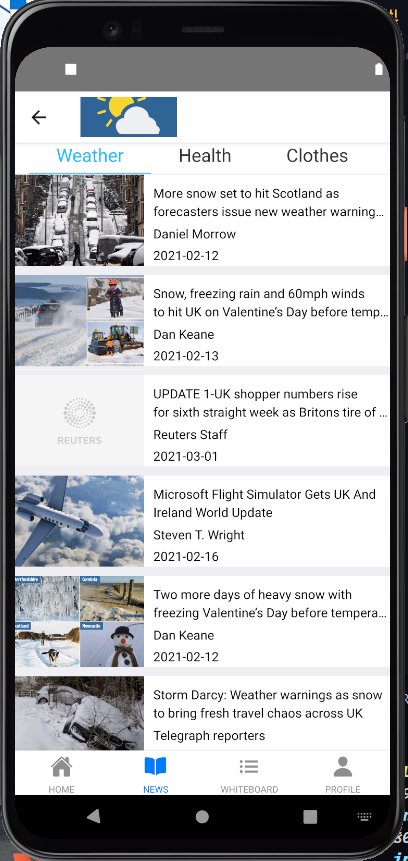 Weather Health Clothes
More snow set to hit Scotland as
forecasters issue new weather warning...
Daniel Morrow
2021-02-12
Snow, freezing rain and 60mph winds
to hit UK on Valentine's Day before temp...
Dan Keane
2021-02-13
REUTERS
UPDATE 1-UK shopper numbers rise
for sixth straight week as Britons tire of ...
Reuters Staff
2021-03-01
Microsoft Flight Simulator Gets UK And
Ireland World Update
Steven T. Wright
2021-02-16
Cumbria
Newcastle
Two more days of heavy snow with
freezing Valentine's Day before tempera...
Dan Keane
2021-02-12
Storm Darcy: Weather warnings as snow
to bring fresh travel chaos across UK
Telegraph reporters
HOME NEWS WHITEBOARD PROFILE